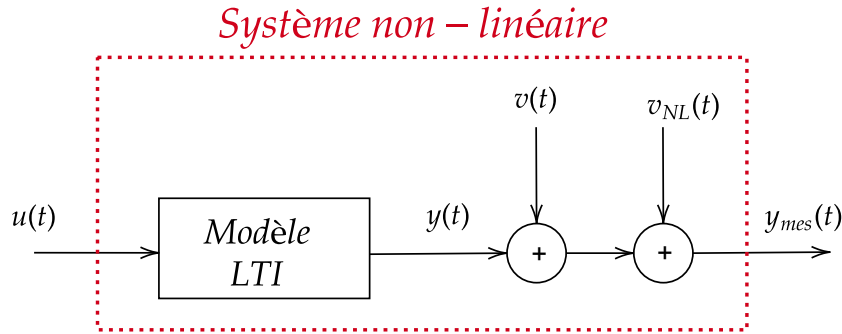 Système non – linéaire
v(t)
v_NL(t)
u(t)
Modèle
LTI
y(t)
+
+
y_mes(t)